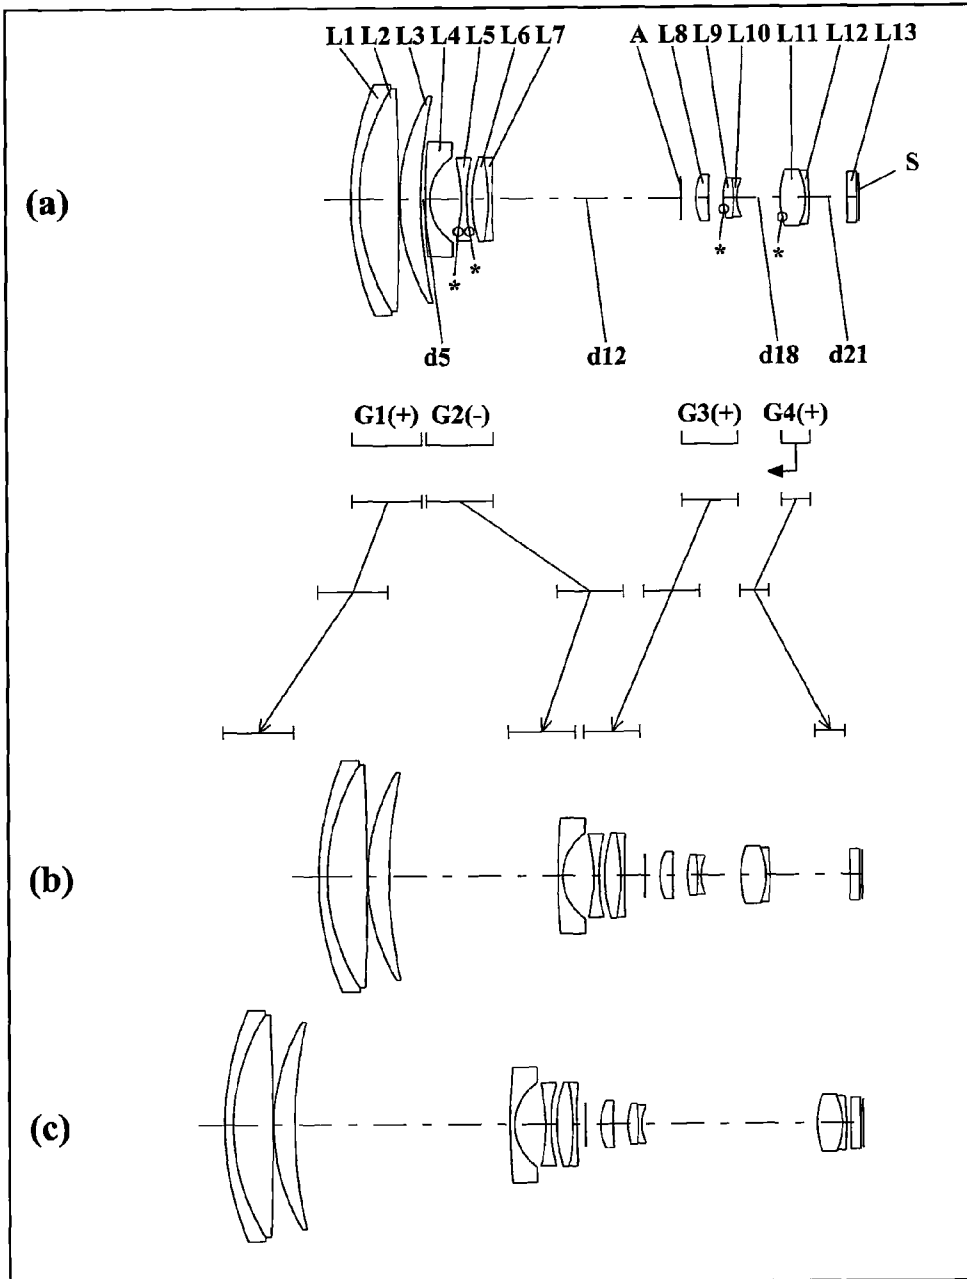 L1 L2 L3 L4 L5 L6 L7 A L8 L9 L10 L11 L12 L13
S
(a)
* * * *
d5 d12 d18 d21
G1(+) G2(-) G3(+) G4(+)
(b)
(c)